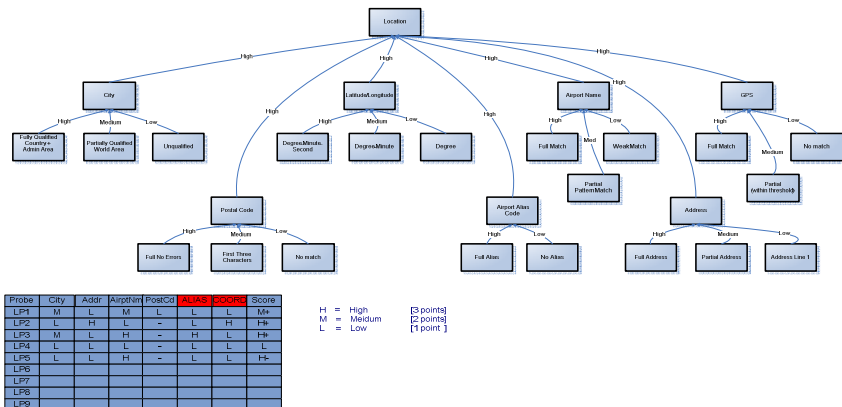 Location
High
High
High
High
High
High
High
City
Latitude/Longitude
Airport Name
GPS
High
Medium
Low
High
Medium
Low
High
Med
Low
High
Medium
Low
Fully Qualified
Country+
Admin Area
Partially Qualified
World Area
Unqualified
Degree.Minute.
Second
Degree.Minute
Degree
Full Match
WeakMatch
Partial
PatternMatch
Full Match
Partial
(within threshold)
No match
Postal Code
Airport Alias
Code
Address
High
Medium
Low
High
Low
High
Medium
Low
Full No Errors
First Three
Characters
No match
Full Alias
No Alias
Full Address
Partial Address
Address Line 1
Probe City Addr AirptNm PostCd ALIAS COORD Score
LP1 M L M L L L M+
LP2 L H L - L H H+
LP3 M L H - H L H+
LP4 L L L - L L L
LP5 L L H - L L H-
LP6
LP7
LP8
LP9
H = High [3 points]
M = Meidum [2 points]
L = Low [1 point ]